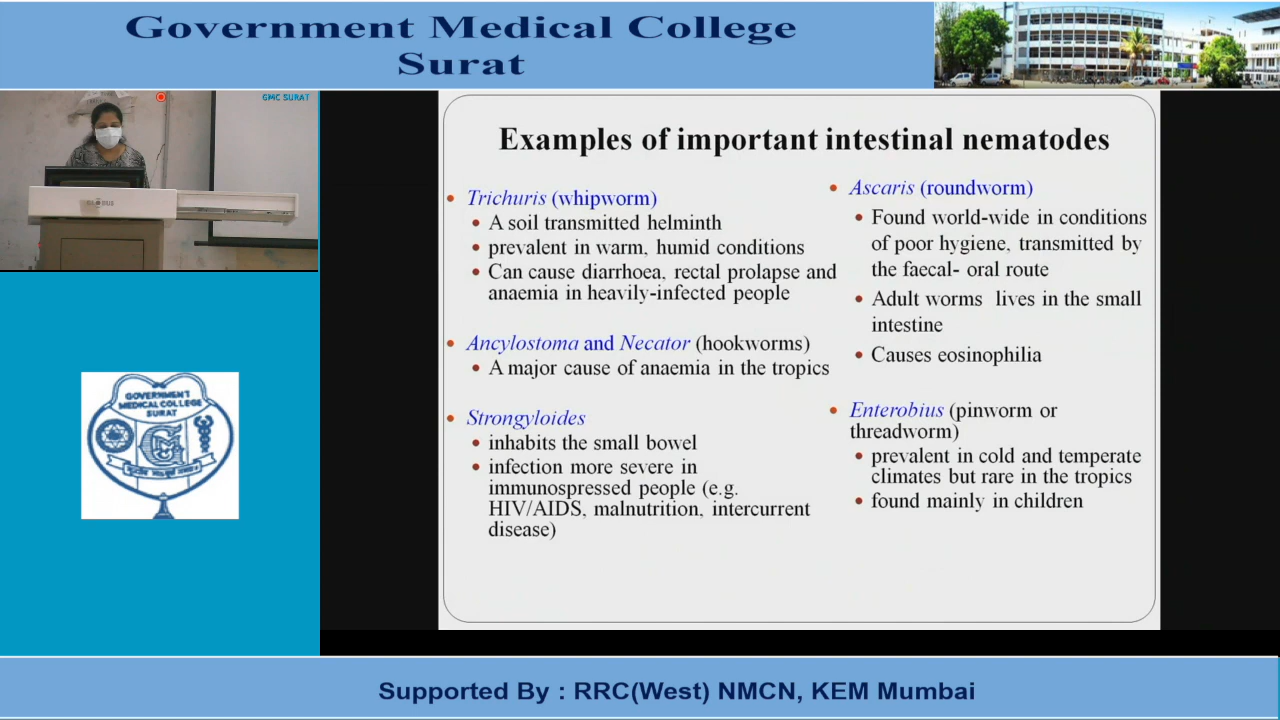 Government Medical College
Surat
GMC SURAT
Examples of important intestinal nematodes
• Trichuris (whipworm)
• A soil transmitted helminth
• prevalent in warm, humid conditions
• Can cause diarrhoea, rectal prolapse and
anaemia in heavily-infected people
• Ancylostoma and Necator (hookworms)
• A major cause of anaemia in the tropics
• Strongyloides
• inhabits the small bowel
• infection more severe in
immunospressed people (e.g.
HIV/AIDS, malnutrition, intercurrent
disease)
• Ascaris (roundworm)
• Found world-wide in conditions
of poor hygiene, transmitted by
the faecal- oral route
• Adult worms lives in the small
intestine
• Causes eosinophilia
• Enterobius (pinworm or
threadworm)
• prevalent in cold and temperate
climates but rare in the tropics
• found mainly in children
GOVERNMENT
MEDICAL COLLEGE
SURAT
Supported By : RRC(West) NMCN, KEM Mumbai